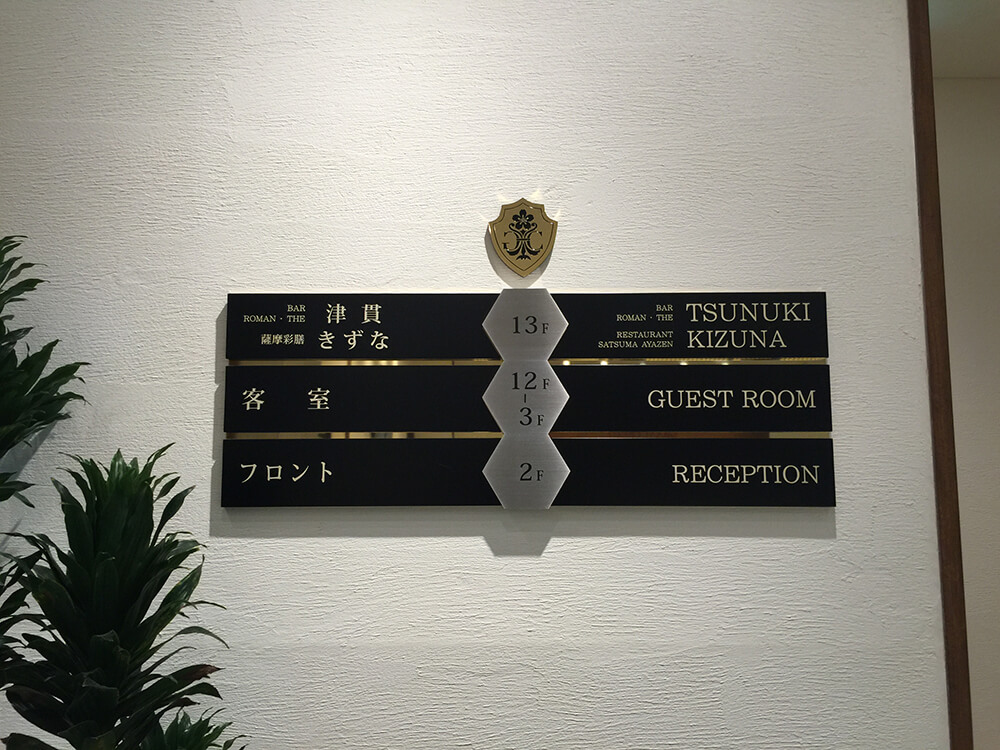 BAR
ROMAN・THE 津貫
薩摩彩膳 きずな
13F
BAR
ROMAN・THE TSUNUKI
RESTAURANT
SATSUMA AYAZEN KIZUNA
客室
12F
-
3F
GUEST ROOM
フロント
2F
RECEPTION